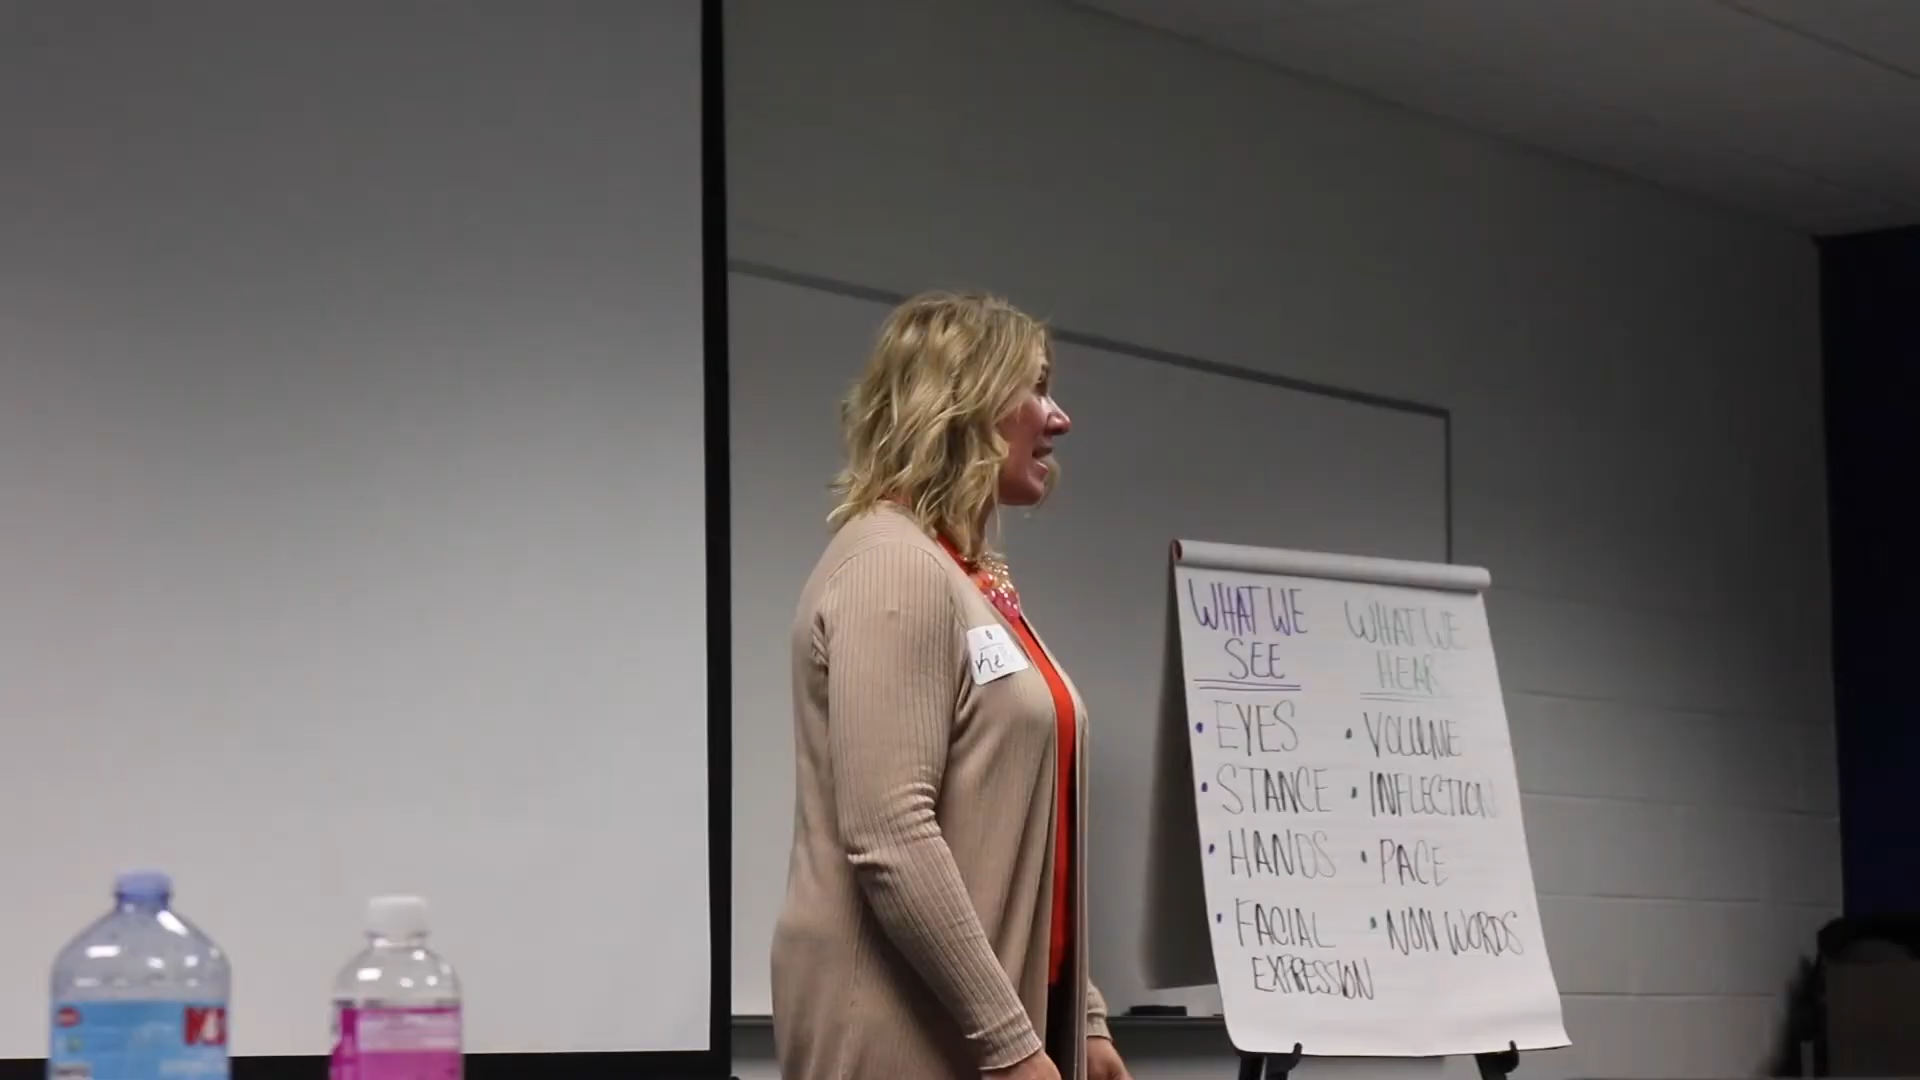 WHAT WE
SEE
• EYES
• STANCE
• HANDS
• FACIAL
EXPRESSION
WHAT WE
HEAR
• VOLUME
• INFLECTION
• PACE
• NON WORDS